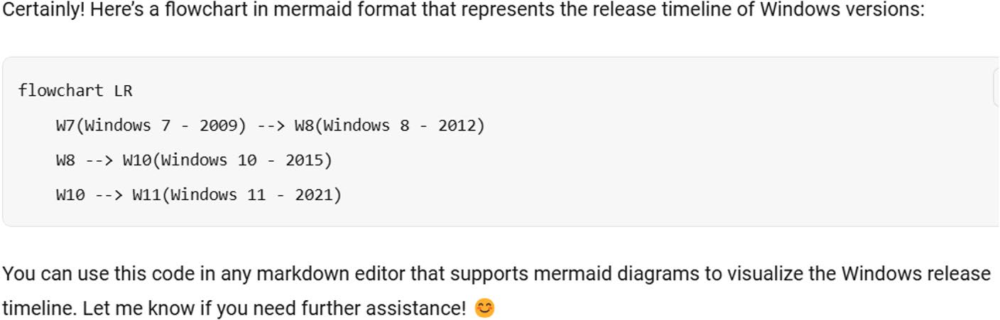 Certainly! Here’s a flowchart in mermaid format that represents the release timeline of Windows versions:
flowchart LR
W7(Windows 7 - 2009) --> W8(Windows 8 - 2012)
W8 --> W10(Windows 10 - 2015)
W10 --> W11(Windows 11 - 2021)
You can use this code in any markdown editor that supports mermaid diagrams to visualize the Windows release
timeline. Let me know if you need further assistance! 😊